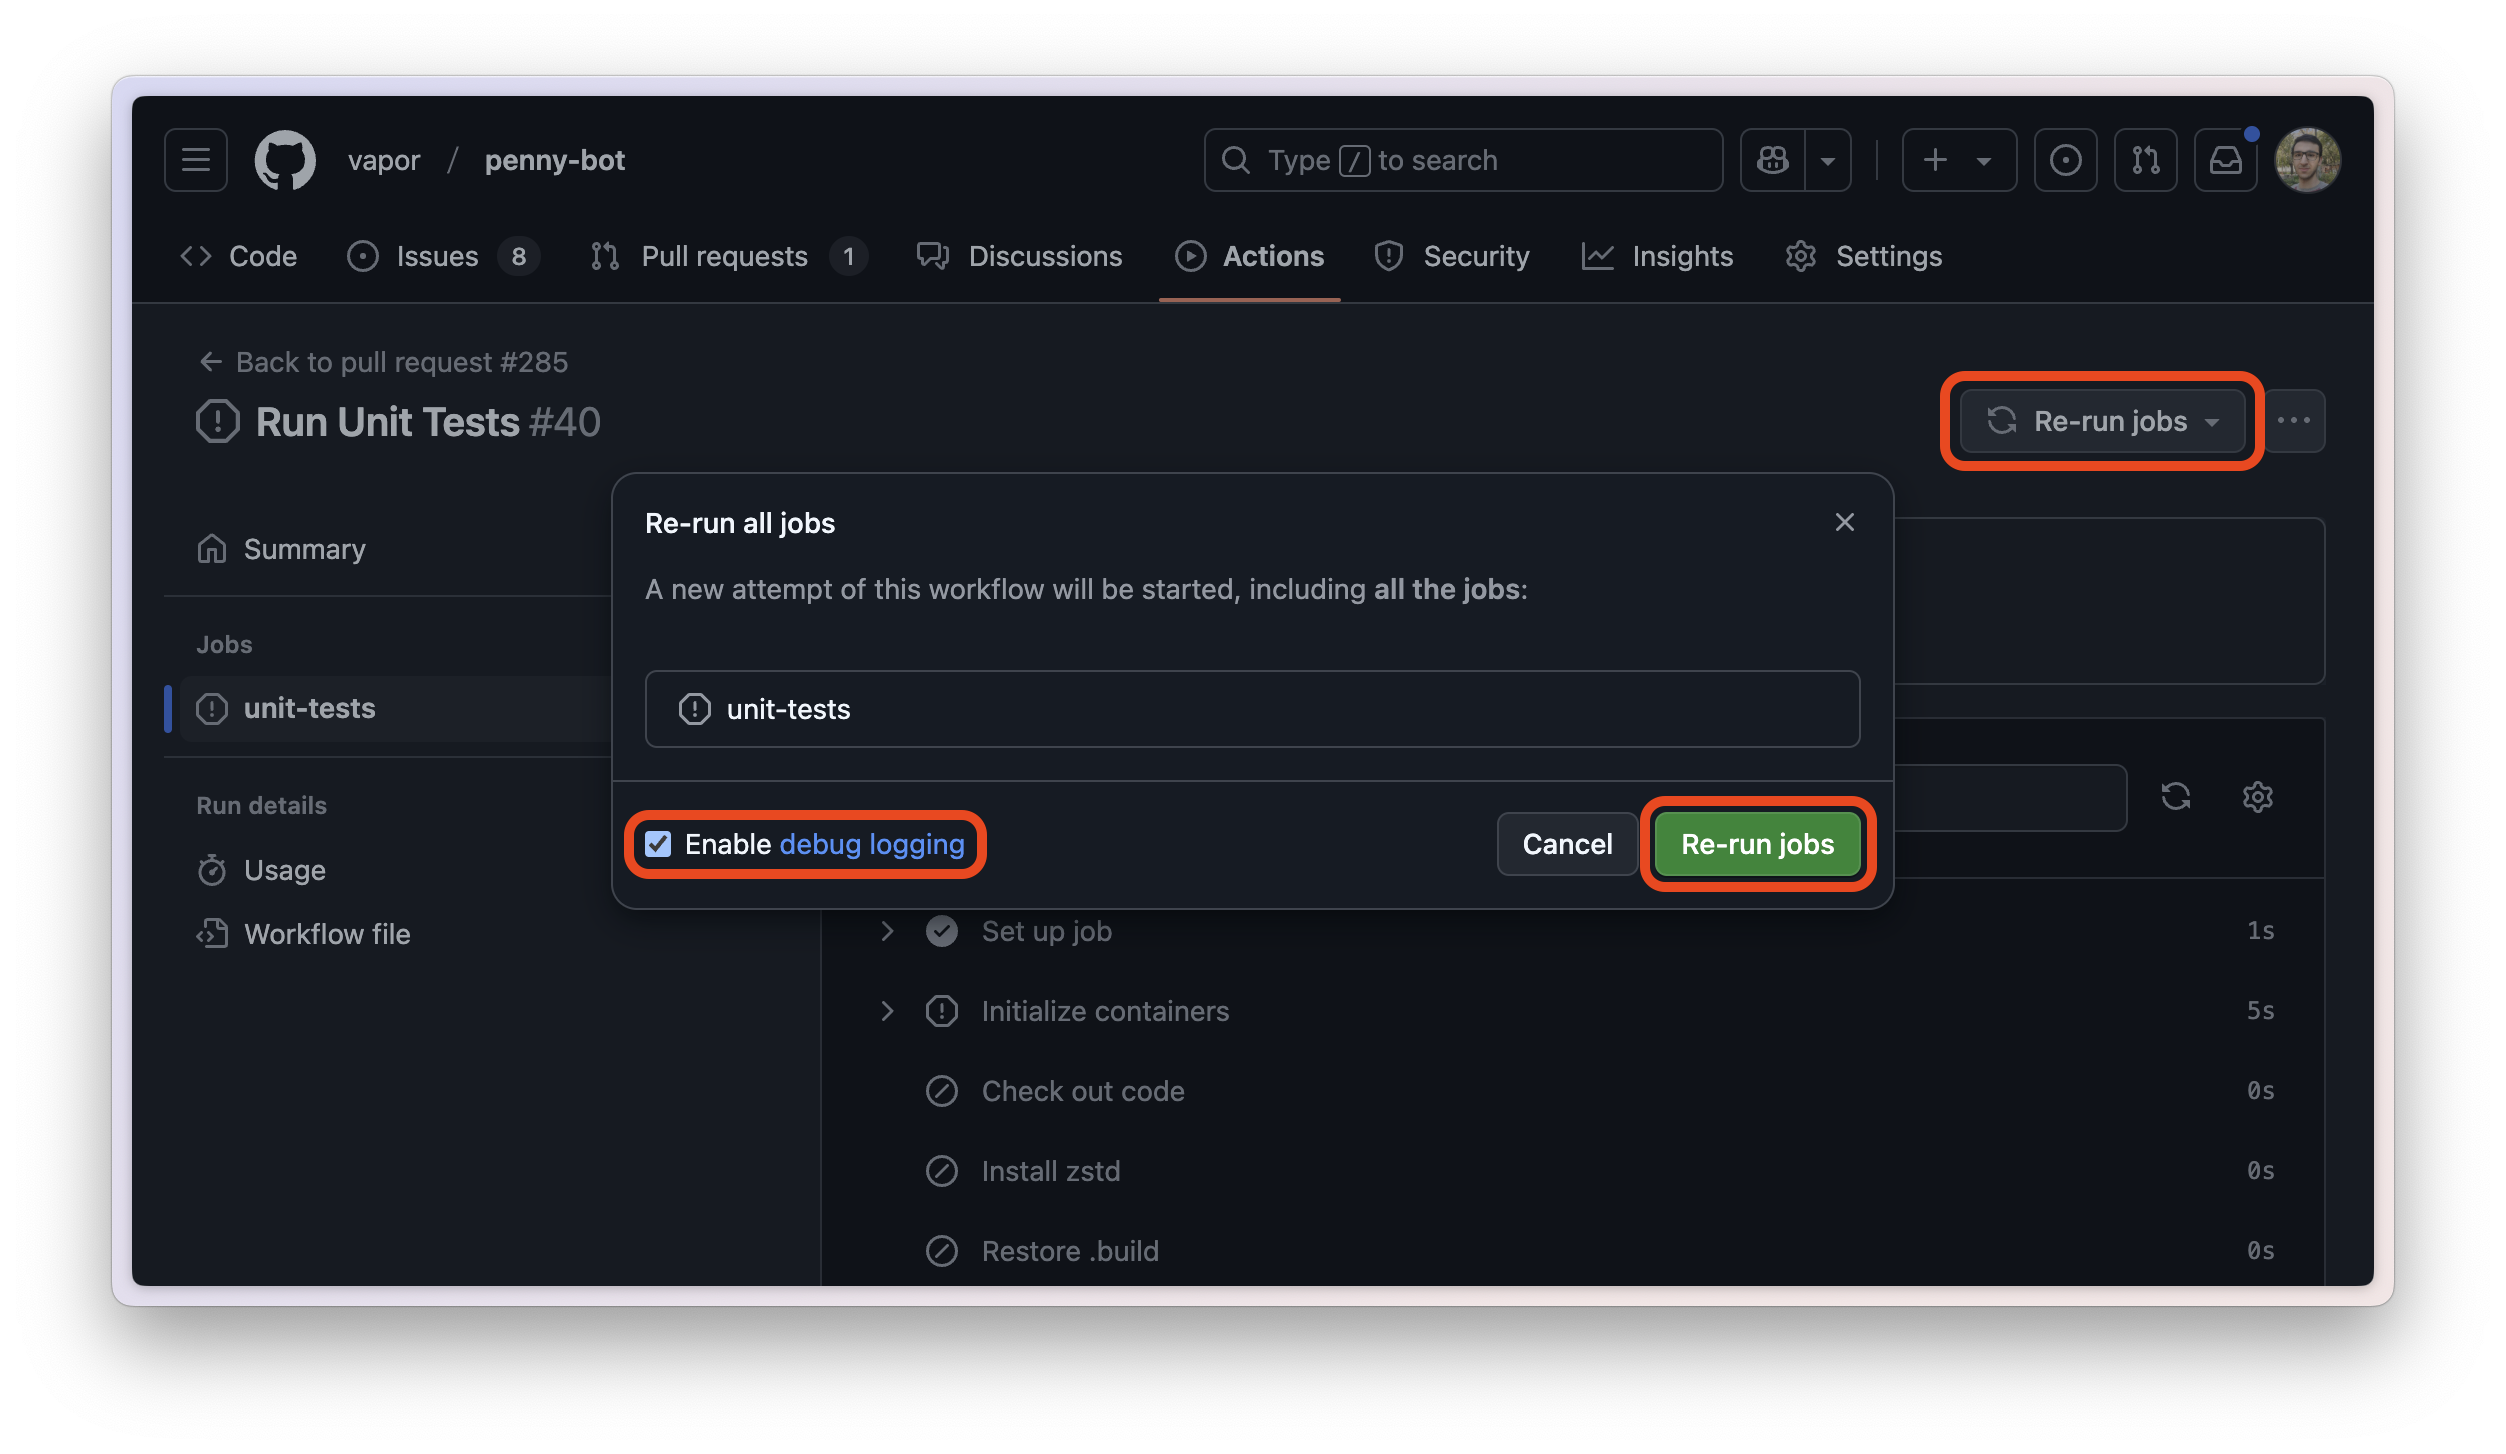 vapor / penny-bot
Type / to search
Code
Issues 8
Pull requests 1
Discussions
Actions
Security
Insights
Settings
Back to pull request #285
Run Unit Tests #40
Re-run jobs
Summary
Jobs
unit-tests
Run details
Usage
Workflow file
Re-run all jobs
A new attempt of this workflow will be started, including all the jobs:
unit-tests
Enable debug logging
Cancel
Re-run jobs
Set up job 1s
Initialize containers 5s
Check out code 0s
Install zstd 0s
Restore .build 0s